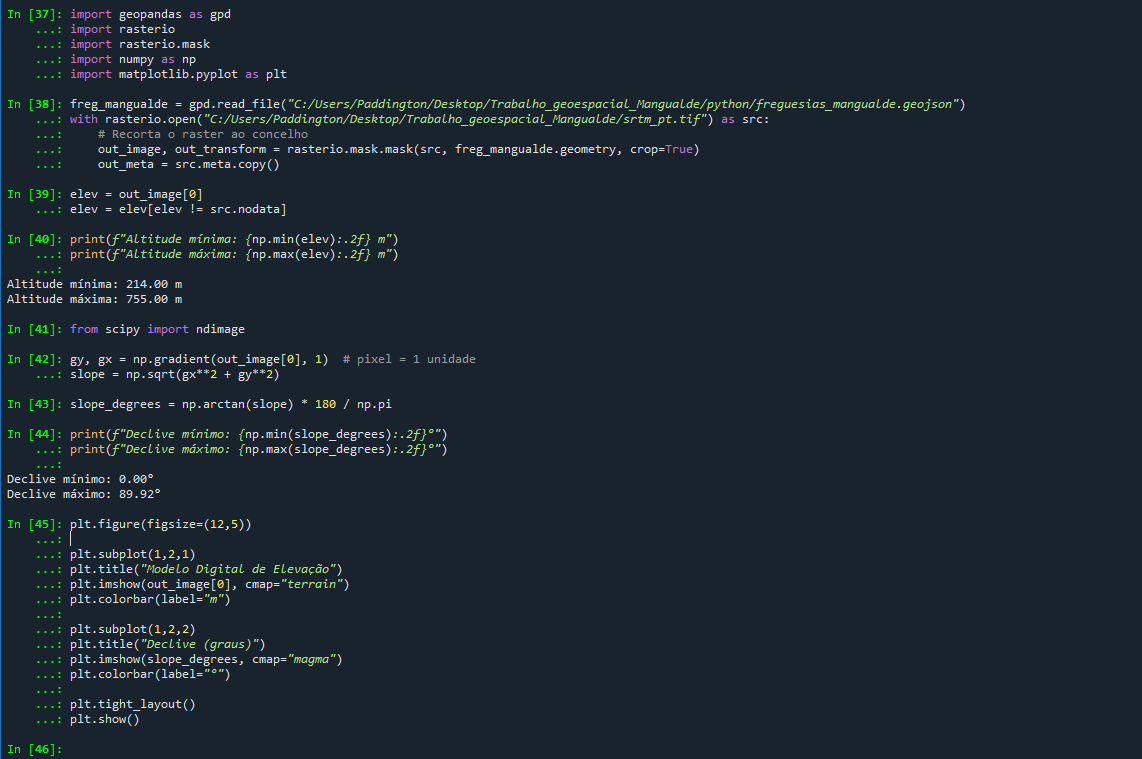 In [37]: import geopandas as gpd
    ...: import rasterio
    ...: import rasterio.mask
    ...: import numpy as np
    ...: import matplotlib.pyplot as plt

In [38]: freg_mangualde = gpd.read_file("C:/Users/Paddington/Desktop/Trabalho_geoespacial_Mangualde/python/freguesias_mangualde.geojson")
    ...: with rasterio.open("C:/Users/Paddington/Desktop/Trabalho_geoespacial_Mangualde/srtm_pt.tif") as src:
    ...:     # Recorta o raster ao concelho
    ...:     out_image, out_transform = rasterio.mask.mask(src, freg_mangualde.geometry, crop=True)
    ...:     out_meta = src.meta.copy()

In [39]: elev = out_image[0]
    ...: elev = elev[elev != src.nodata]

In [40]: print(f"Altitude mínima: {np.min(elev):.2f} m")
    ...: print(f"Altitude máxima: {np.max(elev):.2f} m")
    ...:
Altitude mínima: 214.00 m
Altitude máxima: 755.00 m

In [41]: from scipy import ndimage

In [42]: gy, gx = np.gradient(out_image[0], 1)  # pixel = 1 unidade
    ...: slope = np.sqrt(gx**2 + gy**2)

In [43]: slope_degrees = np.arctan(slope) * 180 / np.pi

In [44]: print(f"Declive mínimo: {np.min(slope_degrees):.2f}°")
    ...: print(f"Declive máximo: {np.max(slope_degrees):.2f}°")
    ...:
Declive mínimo: 0.00°
Declive máximo: 89.92°

In [45]: plt.figure(figsize=(12,5))
    ...:
    ...: plt.subplot(1,2,1)
    ...: plt.title("Modelo Digital de Elevação")
    ...: plt.imshow(out_image[0], cmap="terrain")
    ...: plt.colorbar(label="m")
    ...:
    ...: plt.subplot(1,2,2)
    ...: plt.title("Declive (graus)")
    ...: plt.imshow(slope_degrees, cmap="magma")
    ...: plt.colorbar(label="°")
    ...:
    ...: plt.tight_layout()
    ...: plt.show()

In [46]: